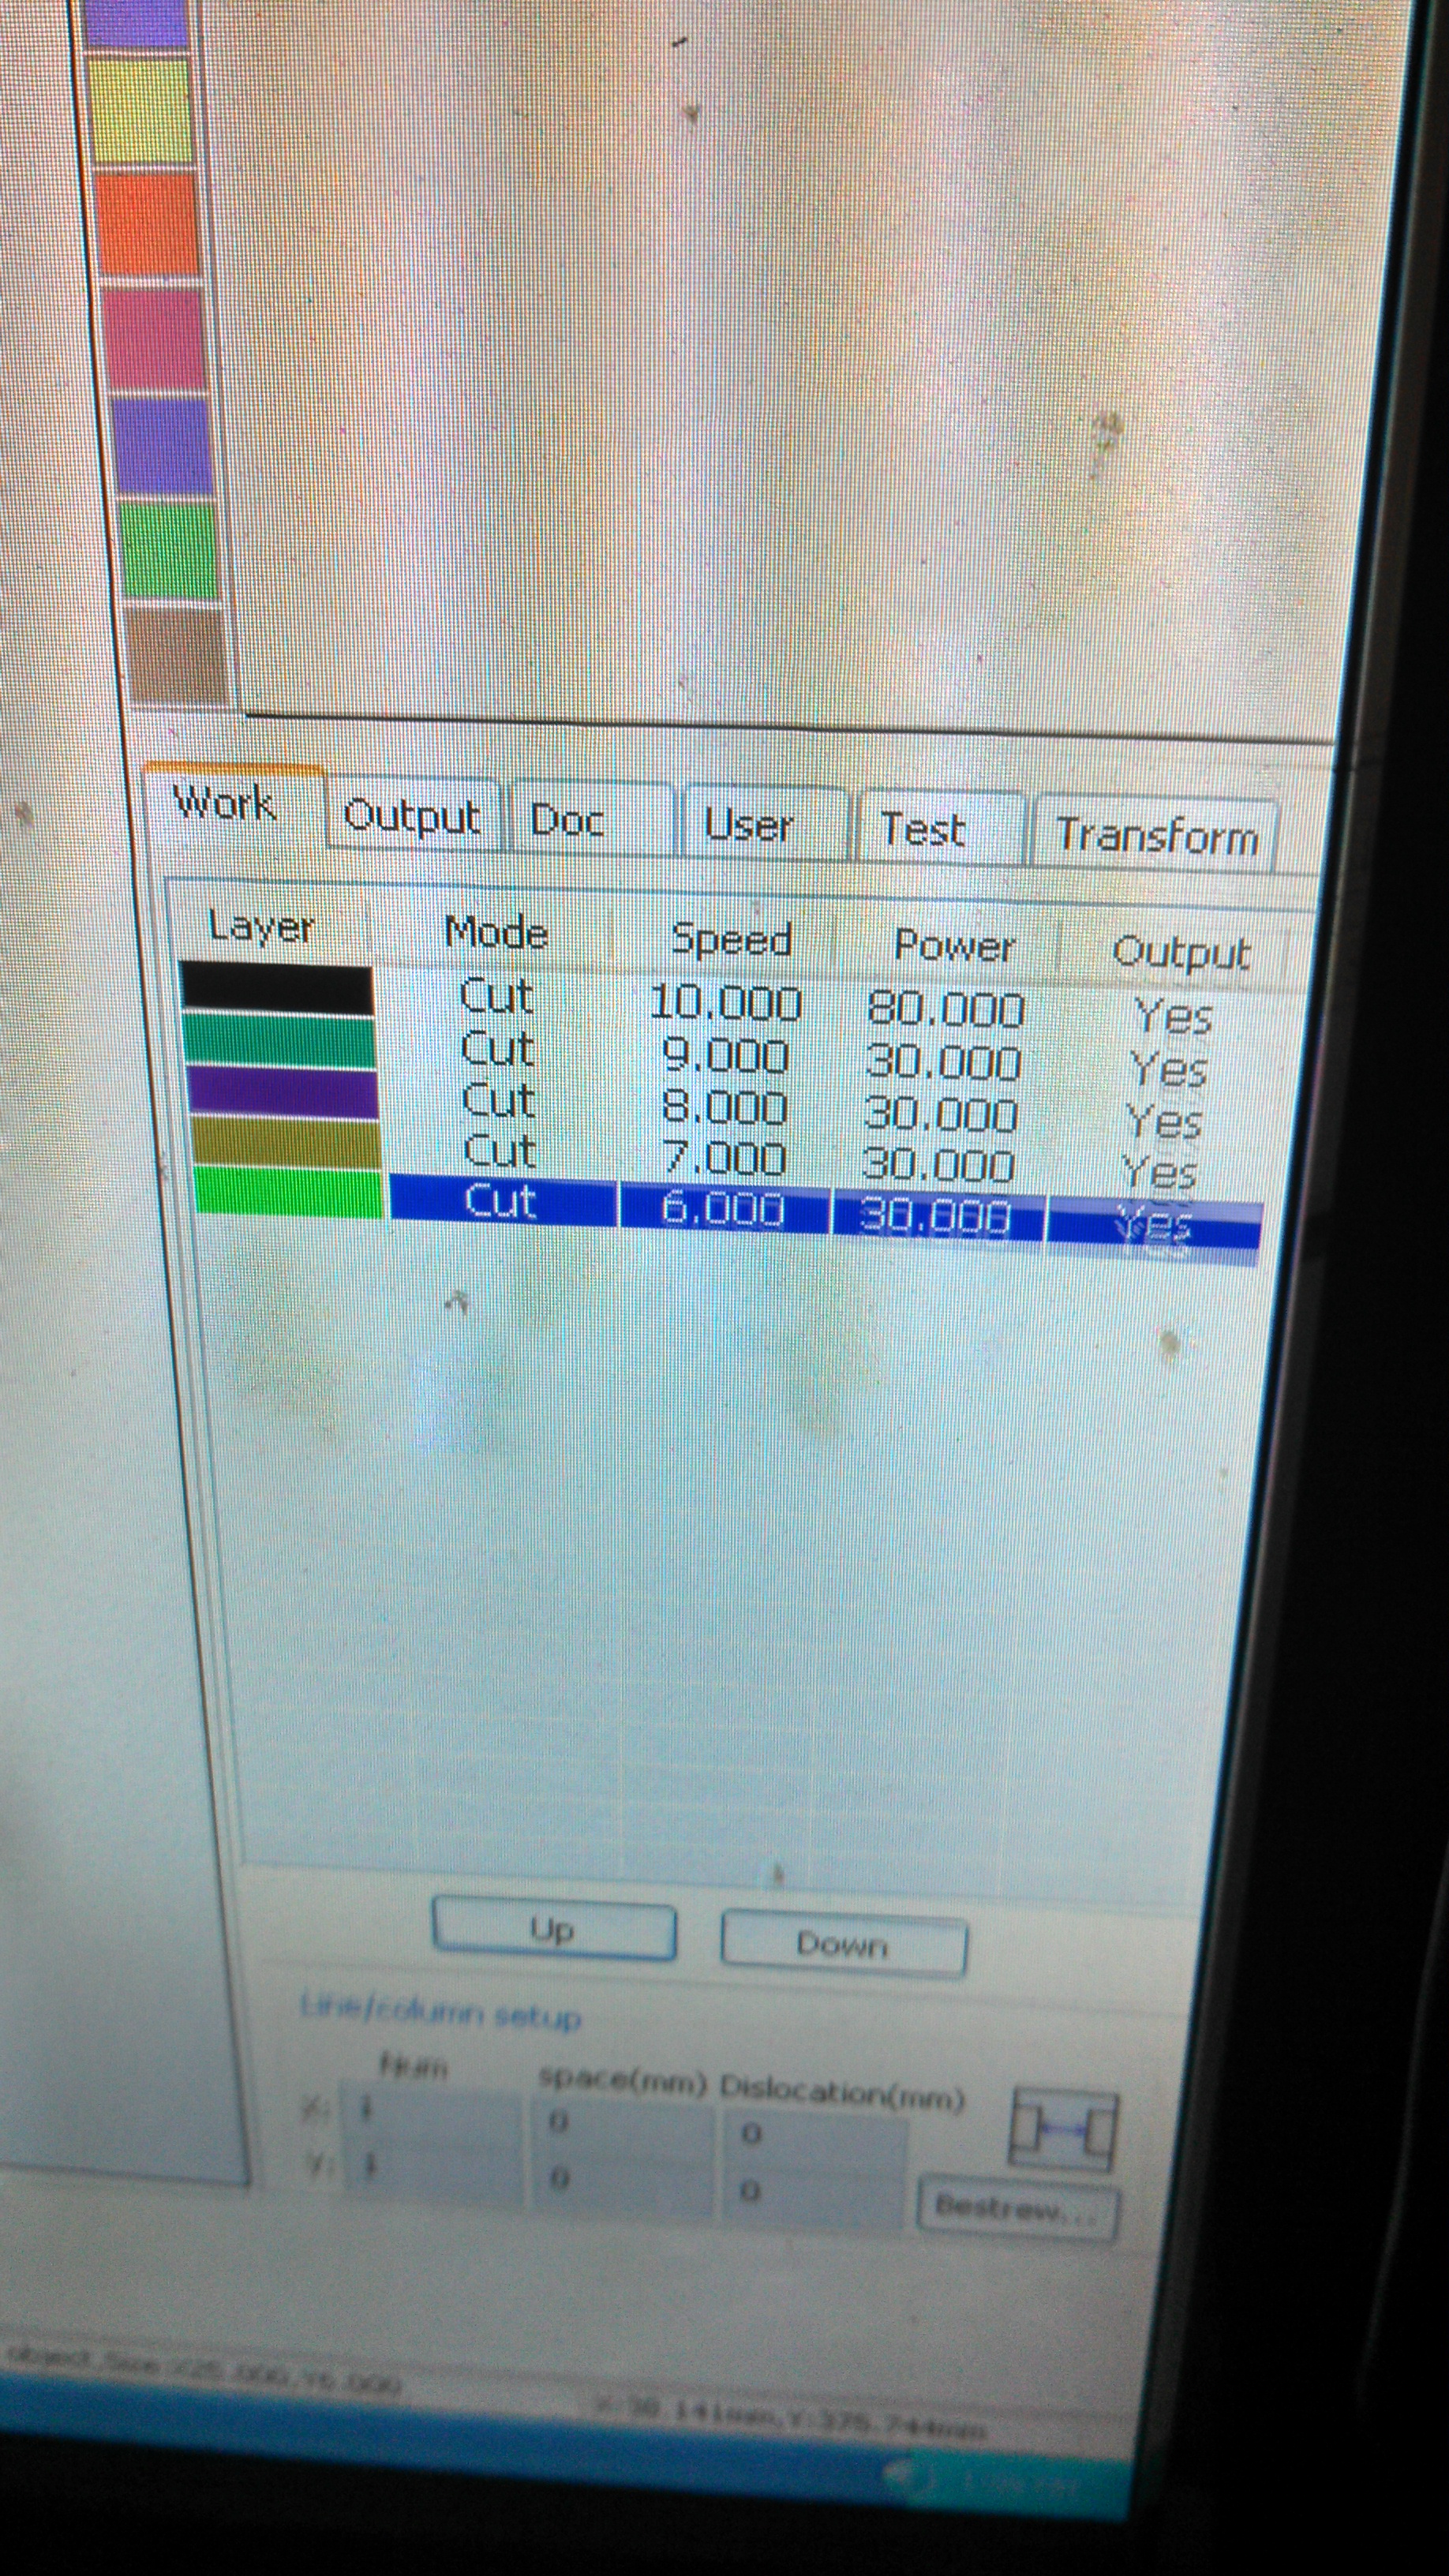 Work Output Doc User Test Transform
Layer Mode Speed Power Output
Cut 10.000 80.000 Yes
Cut 9.000 30.000 Yes
Cut 8.000 30.000 Yes
Cut 7.000 30.000 Yes
Cut 6.000 30.000 Yes
Up Down
Line/column setup
Num space(mm) Dislocation(mm)
X: 1 0 0
Y: 1 0 0
Bestrew...